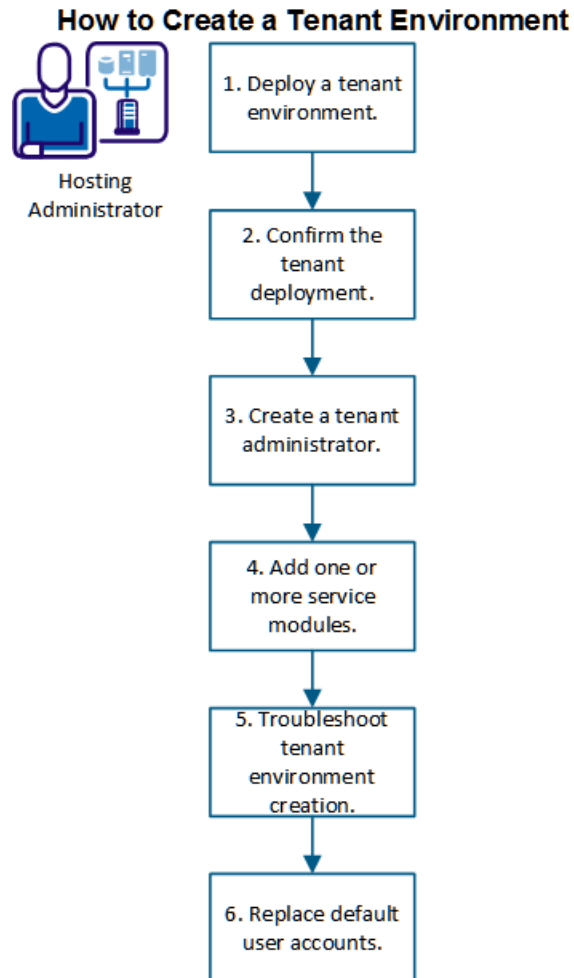 How to Create a Tenant Environment
Hosting
Administrator
1. Deploy a tenant
environment.
2. Confirm the
tenant
deployment.
3. Create a tenant
administrator.
4. Add one or
more service
modules.
5. Troubleshoot
tenant
environment
creation.
6. Replace default
user accounts.